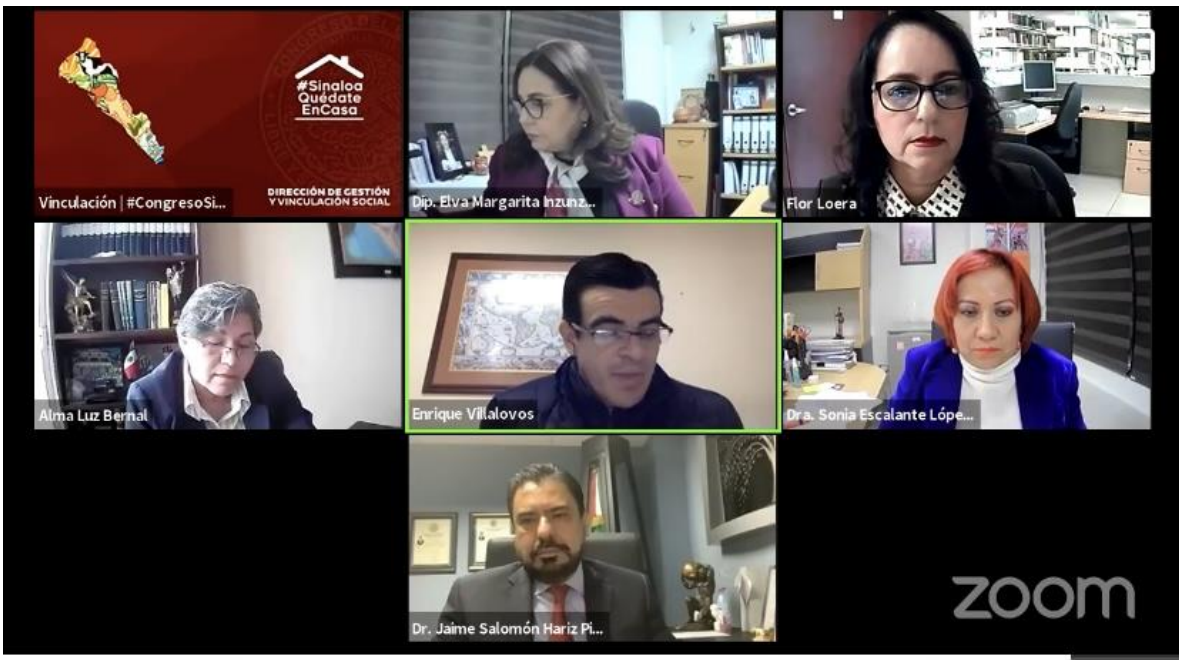 #Sinaloa
Quédate
EnCasa
DIRECCIÓN DE GESTIÓN
Y VINCULACIÓN SOCIAL
Vinculación | #CongresoSi...
Dip. Elva Margarita Inzunz...
Flor Loera
Alma Luz Bernal
Enrique Villalovos
Dra. Sonia Escalante Lópe...
Dr. Jaime Salomón Hariz Pi...
zoom